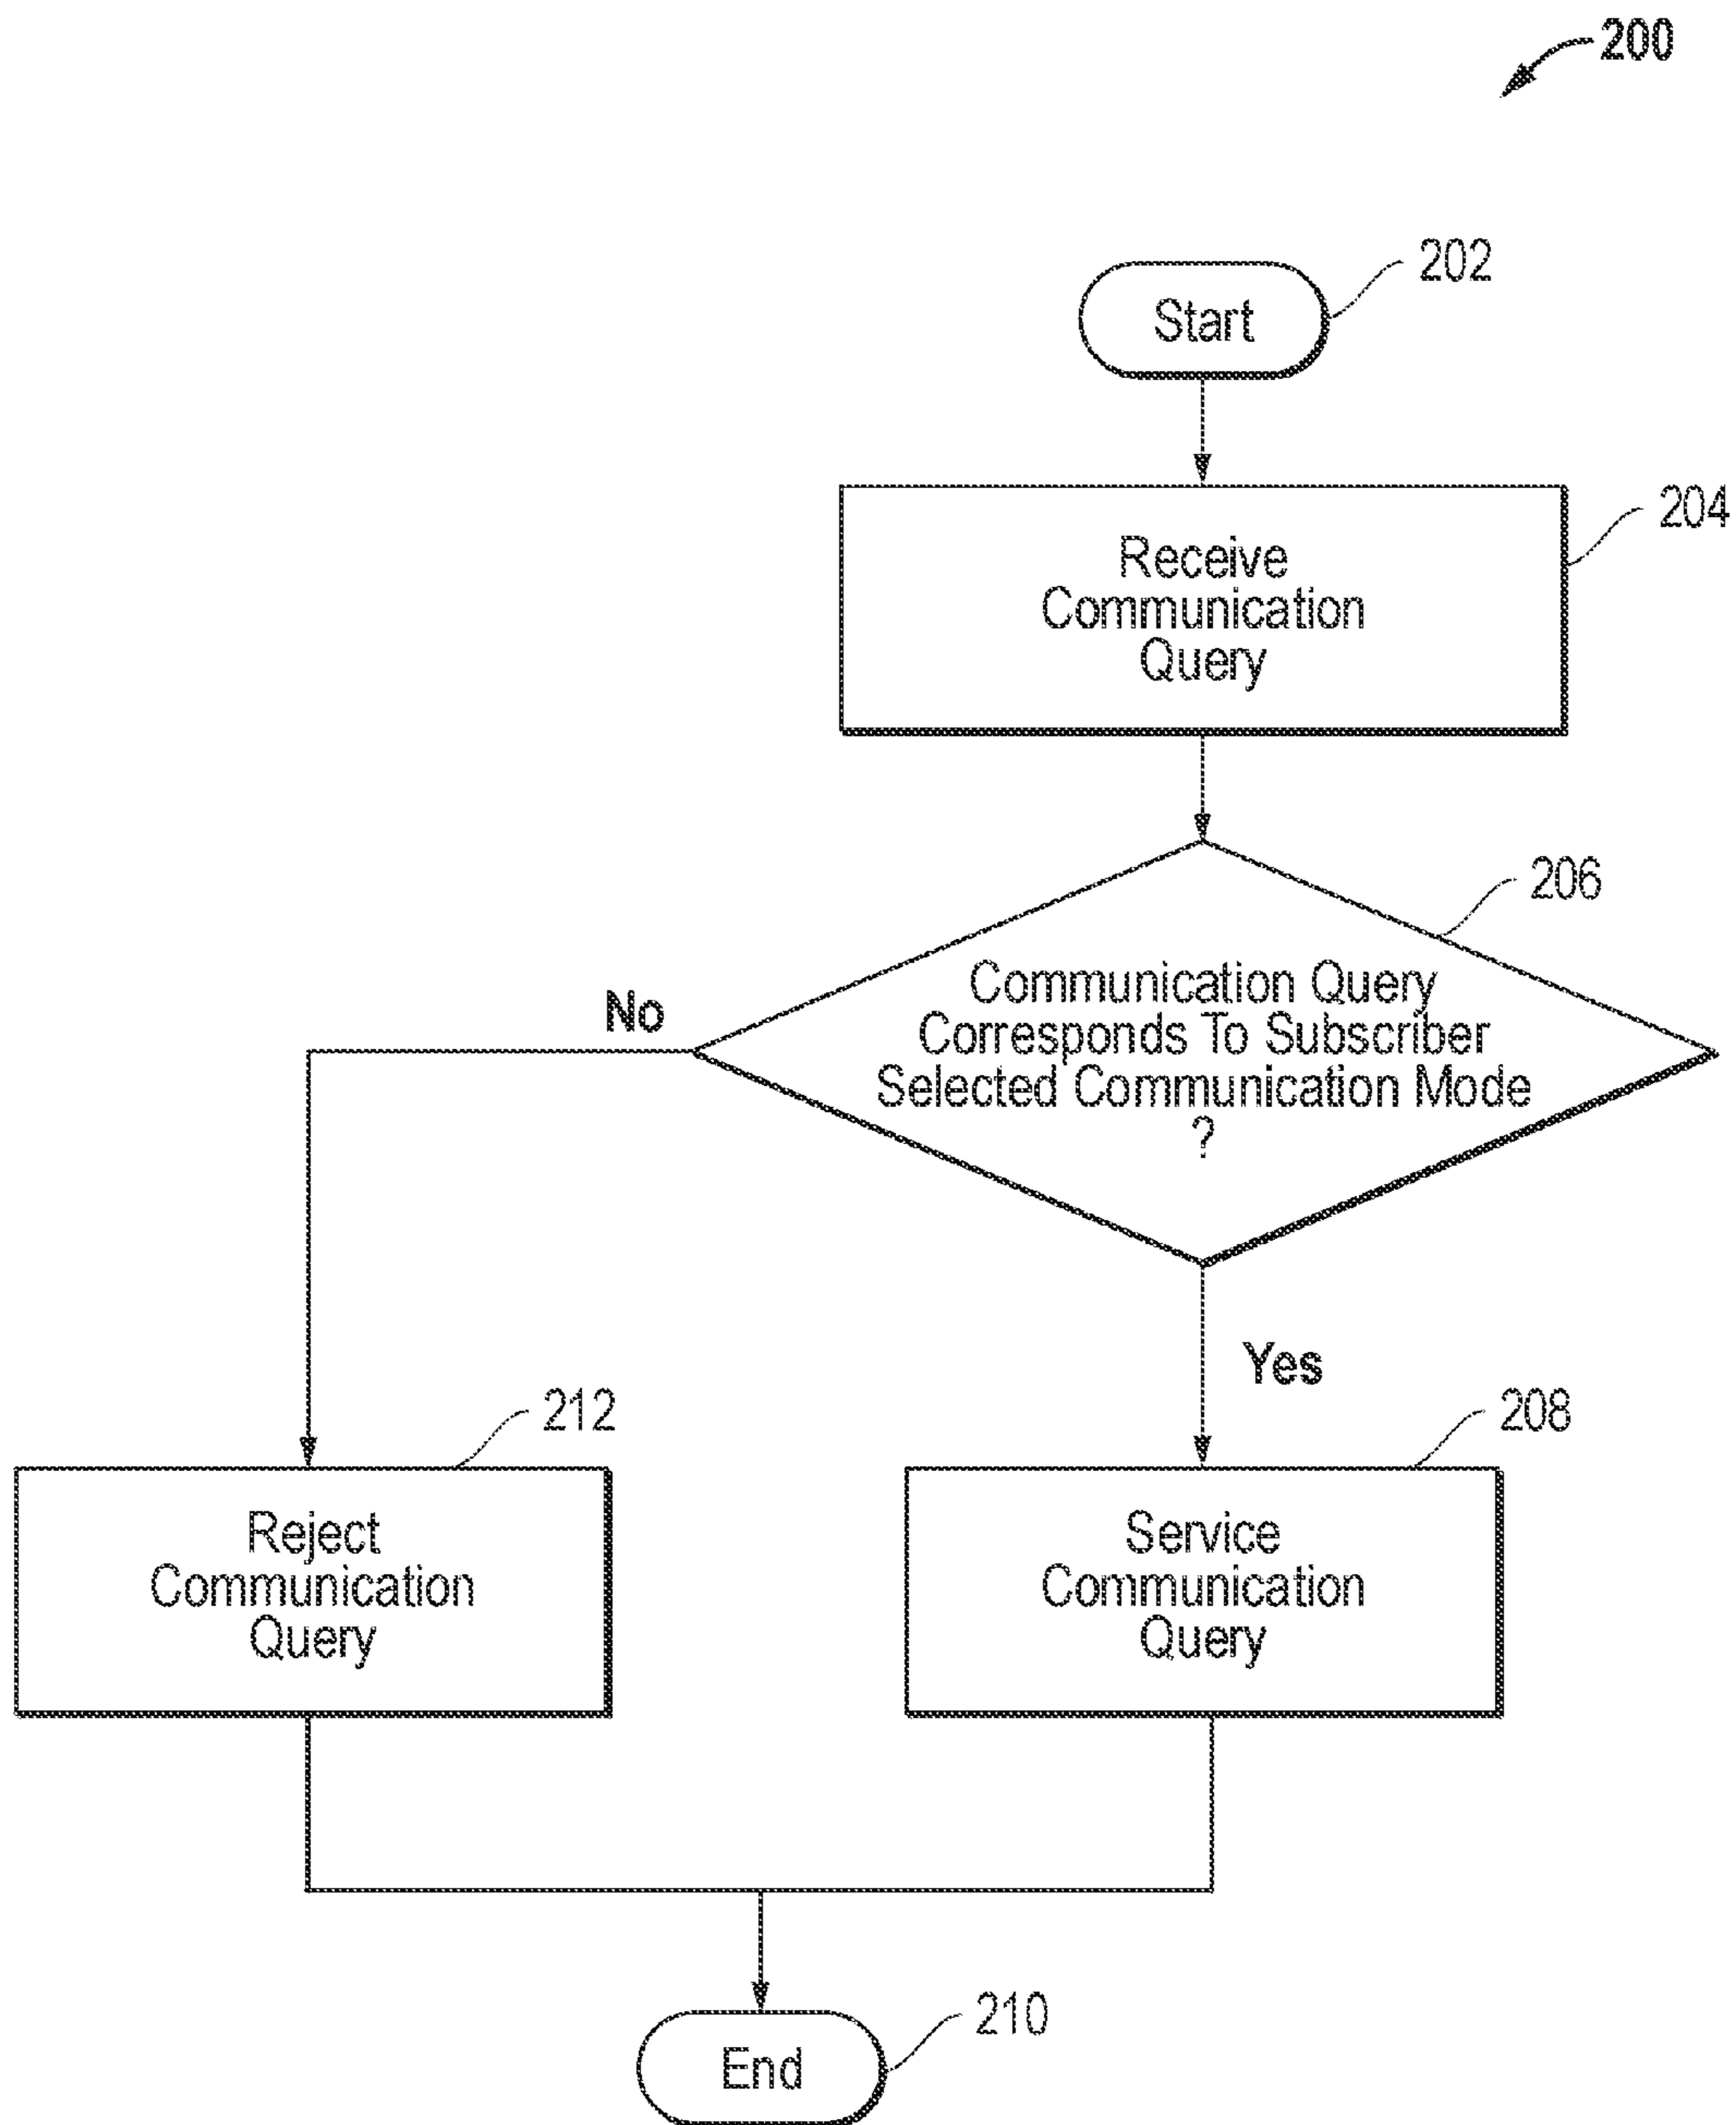 200
202
Start
204
Receive
Communication
Query
206
Communication Query
Corresponds To Subscriber
Selected Communication Mode
?
No
Yes
212
208
Reject
Communication
Query
Service
Communication
Query
210
End